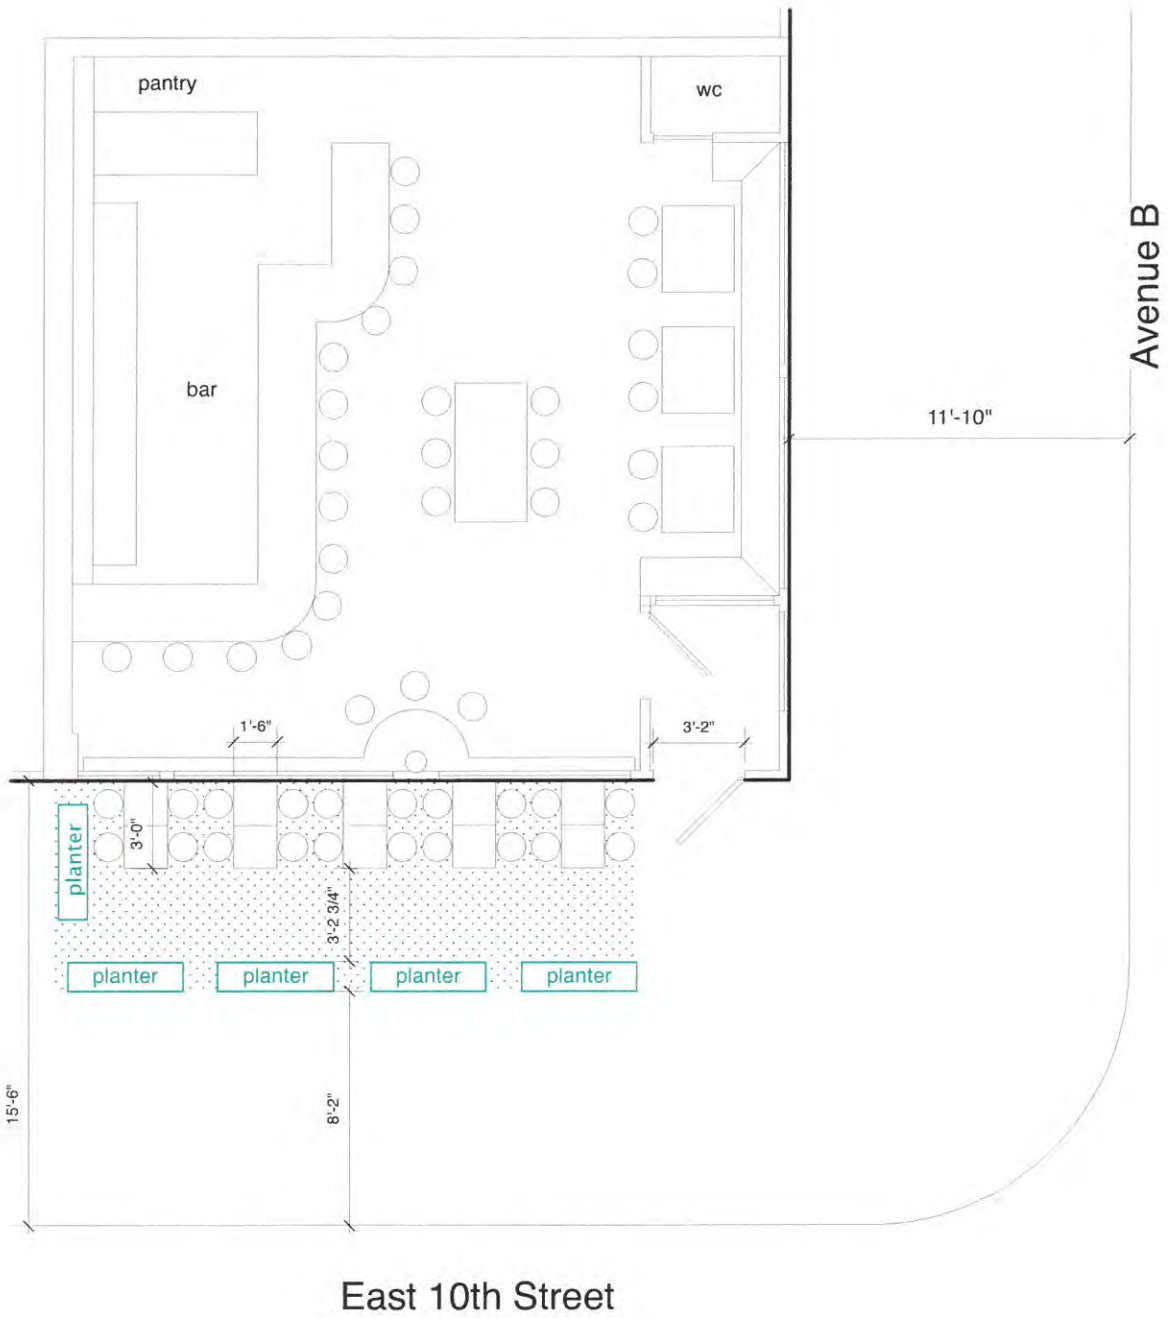 pantry
wc
Avenue B
bar
11'-10"
1'-6"
3'-2"
3'-0"
planter
3'-2 3/4"
planter
planter
planter
planter
15'-6"
8'-2"
East 10th Street